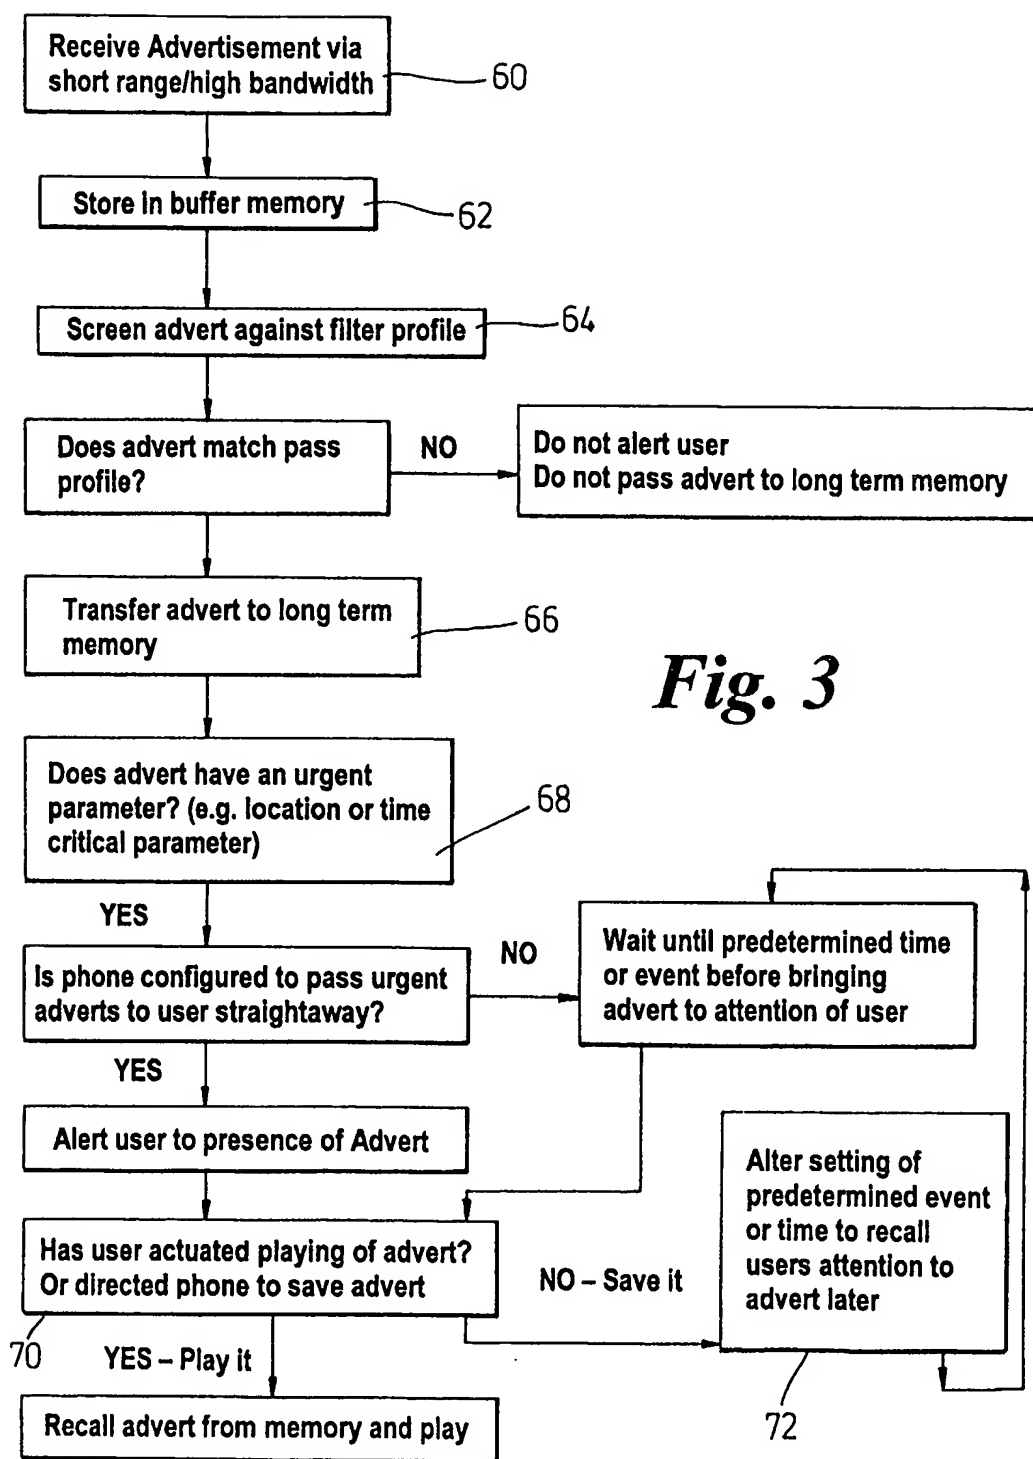 Receive Advertisement via
short range/high bandwidth
60
Store in buffer memory
62
Screen advert against filter profile
64
Does advert match pass
profile?
NO
Do not alert user
Do not pass advert to long term memory
Transfer advert to long term
memory
66
Fig. 3
Does advert have an urgent
parameter? (e.g. location or time
critical parameter)
68
YES
Is phone configured to pass urgent
adverts to user straightaway?
NO
Wait until predetermined time
or event before bringing
advert to attention of user
YES
Alert user to presence of Advert
Has user actuated playing of advert?
Or directed phone to save advert
70
NO – Save it
Alter setting of
predetermined event
or time to recall
users attention to
advert later
72
YES – Play it
Recall advert from memory and play